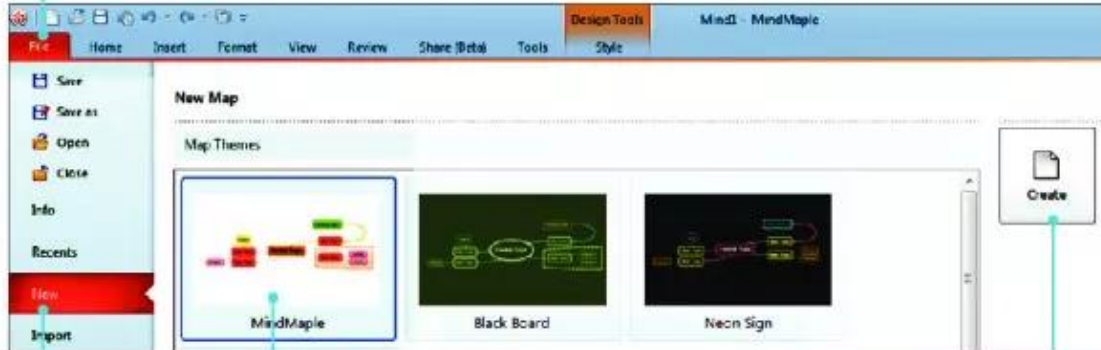 Design Tools Mind1 - MindMaple
File Home Insert Format View Review Share (Beta) Tools Style
Save
Save as
Open
Close
Info
Recents
New
Import
New Map
Map Themes
MindMaple Black Board Neon Sign
Create